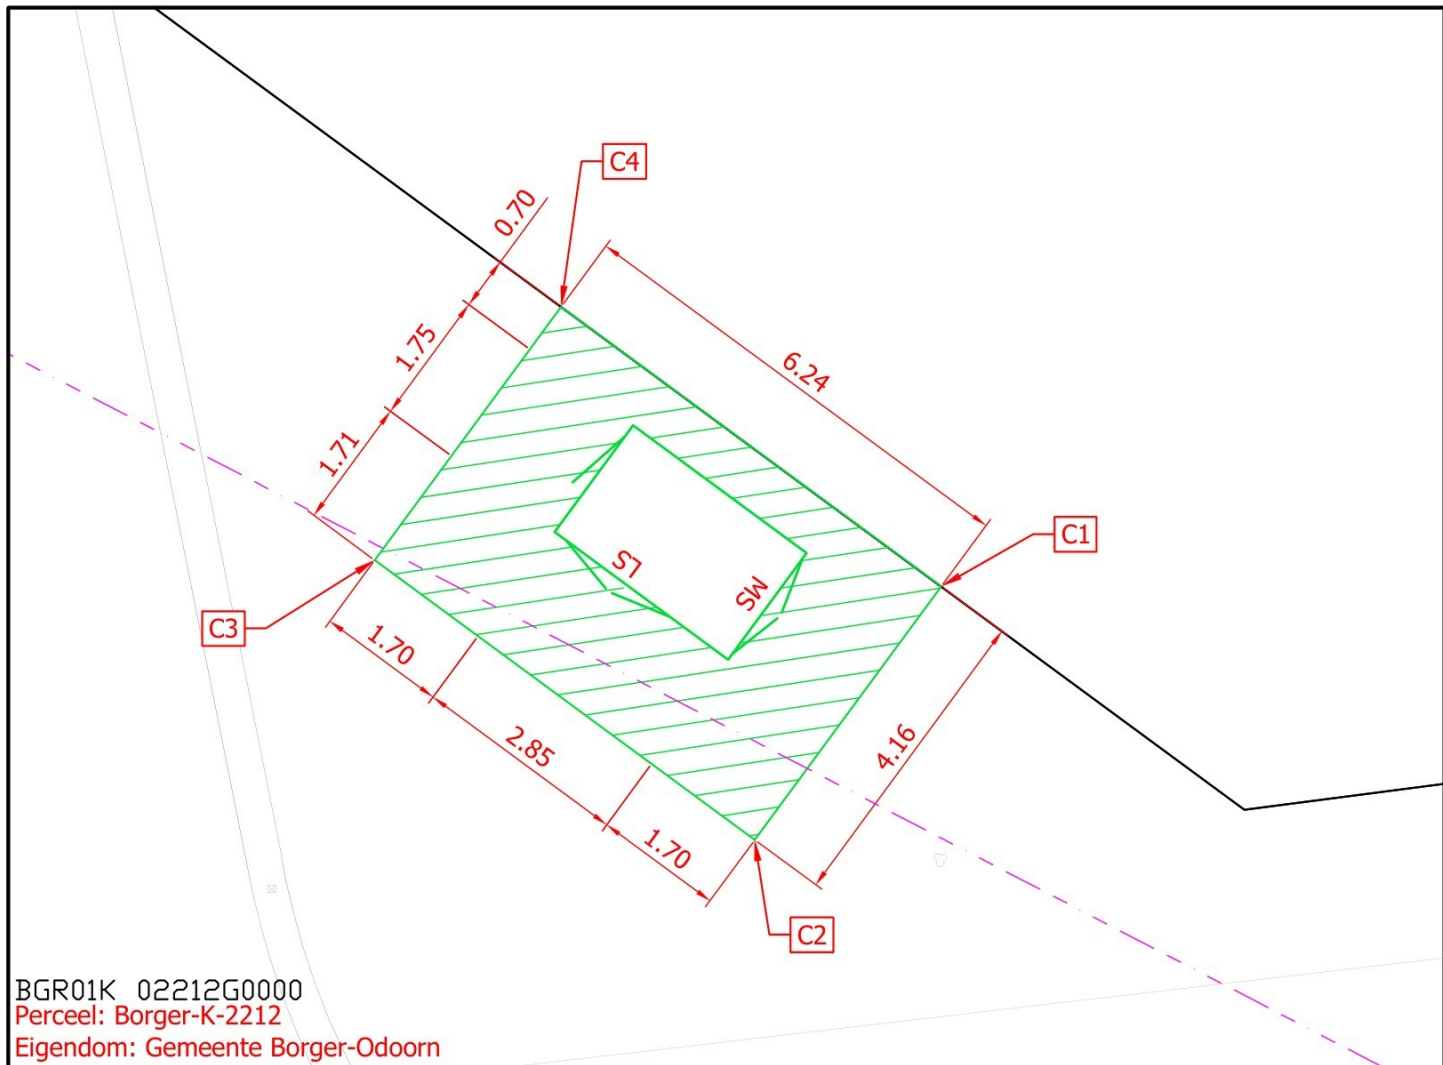 C4
0.70
1.75
6.24
1.71
C1
LS
MS
C3
1.70
2.85
4.16
1.70
C2
BGR01K 02212G0000
Perceel: Borger-K-2212
Eigendom: Gemeente Borger-Odoorn